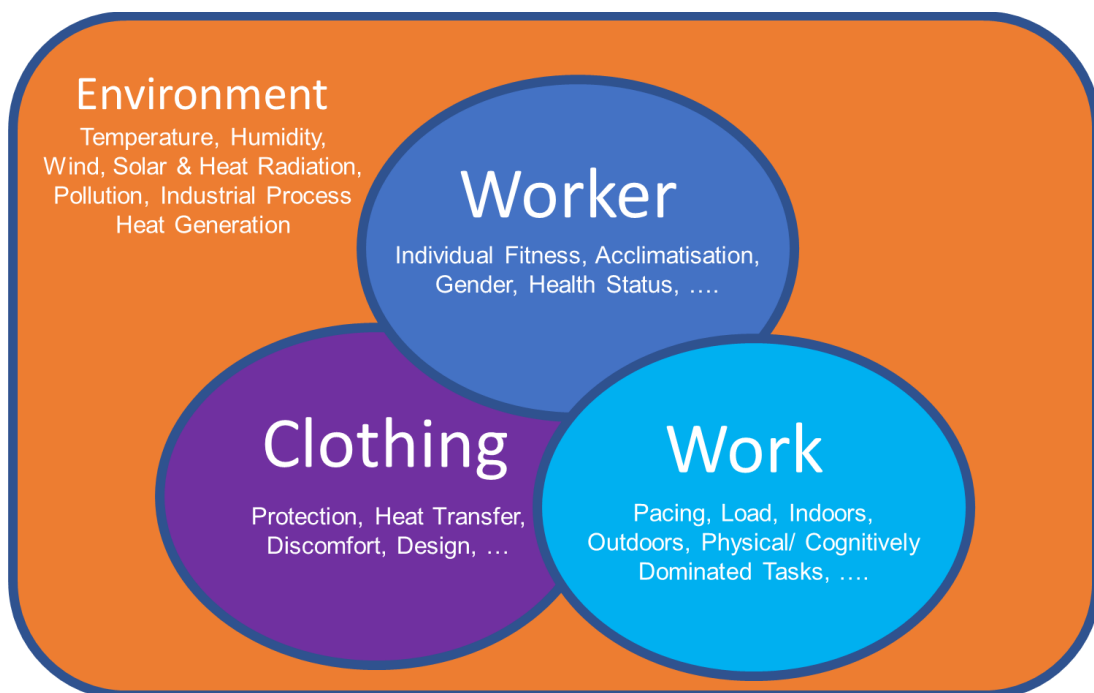 Environment
Temperature, Humidity,
Wind, Solar & Heat Radiation,
Pollution, Industrial Process
Heat Generation
Worker
Individual Fitness, Acclimatisation,
Gender, Health Status, ....
Clothing
Protection, Heat Transfer,
Discomfort, Design, ...
Work
Pacing, Load, Indoors,
Outdoors, Physical/ Cognitively
Dominated Tasks, ....